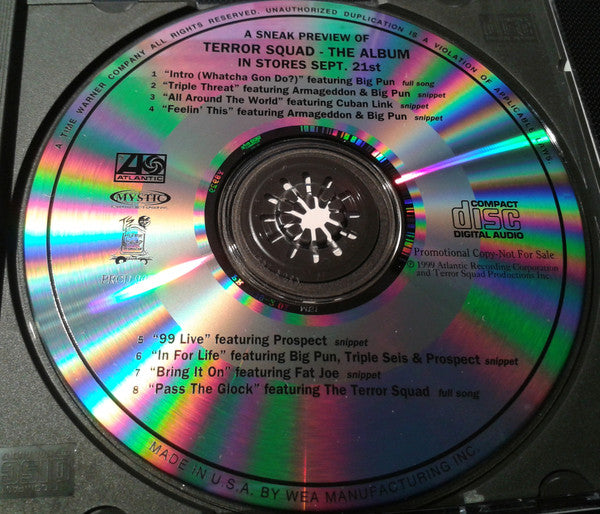 A TIME WARNER COMPANY ALL RIGHTS RESERVED. UNAUTHORIZED DUPLICATION IS A VIOLATION OF APPLICABLE LAWS.
A SNEAK PREVIEW OF
TERROR SQUAD - THE ALBUM
IN STORES SEPT. 21st
1 "Intro (Whatcha Gon Do?)" featuring Big Pun full song
2 "Triple Threat" featuring Armageddon & Big Pun snippet
3 "All Around The World" featuring Cuban Link snippet
4 "Feelin' This" featuring Armageddon & Big Pun snippet
ATLANTIC
MYSTIC
COMPACT
disc
DIGITAL AUDIO
Promotional Copy-Not For Sale
© 1999 Atlantic Recording Corporation
and Terror Squad Productions Inc.
5 "99 Live" featuring Prospect snippet
6 "In For Life" featuring Big Pun, Triple Seis & Prospect snippet
7 "Bring It On" featuring Fat Joe snippet
8 "Pass The Glock" featuring The Terror Squad full song
MADE IN U.S.A. BY WEA MANUFACTURING INC.